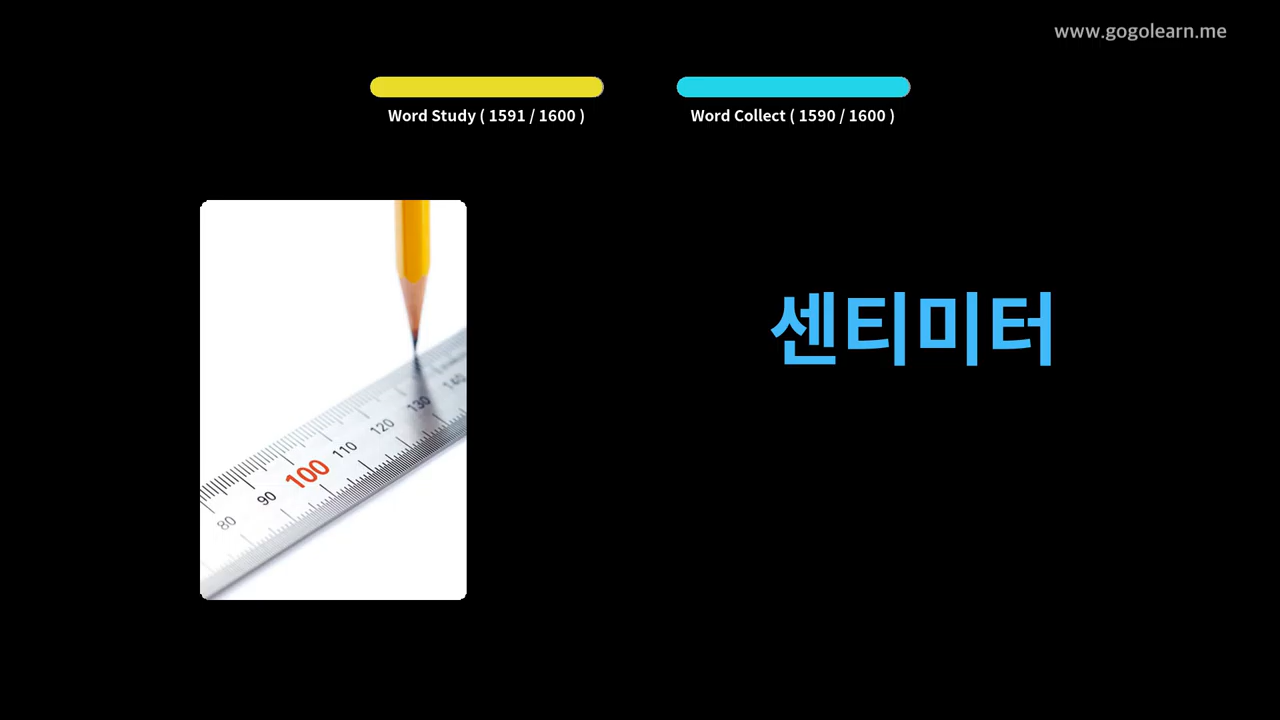 www.gogolearn.me
Word Study ( 1591 / 1600 )
Word Collect ( 1590 / 1600 )
센티미터
80
90
100
110
120
130
140